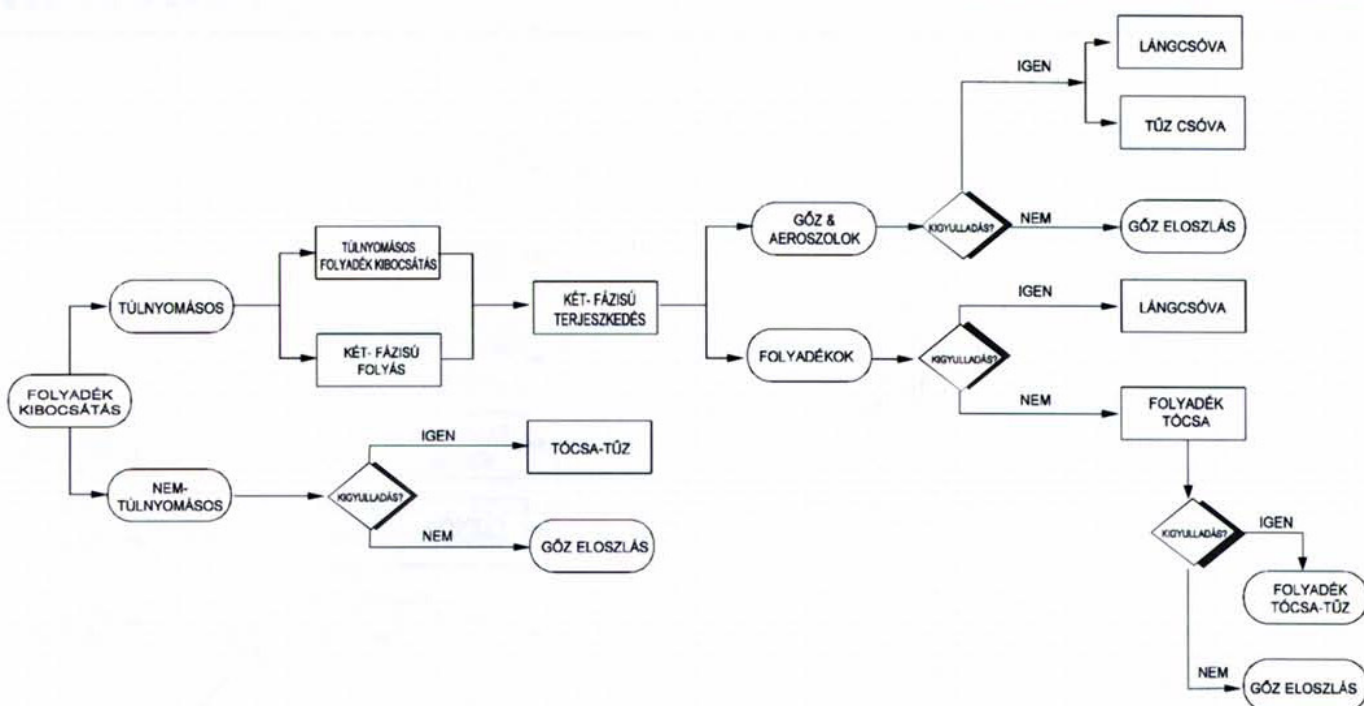 LÁNGCSÓVA
IGEN
TŰZ CSÓVA
GŐZ &
AEROSZOLOK
KIGYULLADÁS?
NEM
GŐZ ELOSZLÁS
TÚLNYOMÁSOS
FOLYADÉK KIBOCSÁTÁS
TÚLNYOMÁSOS
KÉT- FÁZISÚ
TERJESZKEDÉS
IGEN
LÁNGCSÓVA
KÉT- FÁZISÚ
FOLYÁS
FOLYADÉKOK
KIGYULLADÁS?
FOLYADÉK
KIBOCSÁTÁS
NEM
FOLYADÉK
TÓCSA
IGEN
TÓCSA-TŰZ
NEM-
TÚLNYOMÁSOS
KIGYULLADÁS?
NEM
GŐZ ELOSZLÁS
KIGYULLADÁS?
IGEN
FOLYADÉK
TÓCSA-TŰZ
NEM
GŐZ ELOSZLÁS